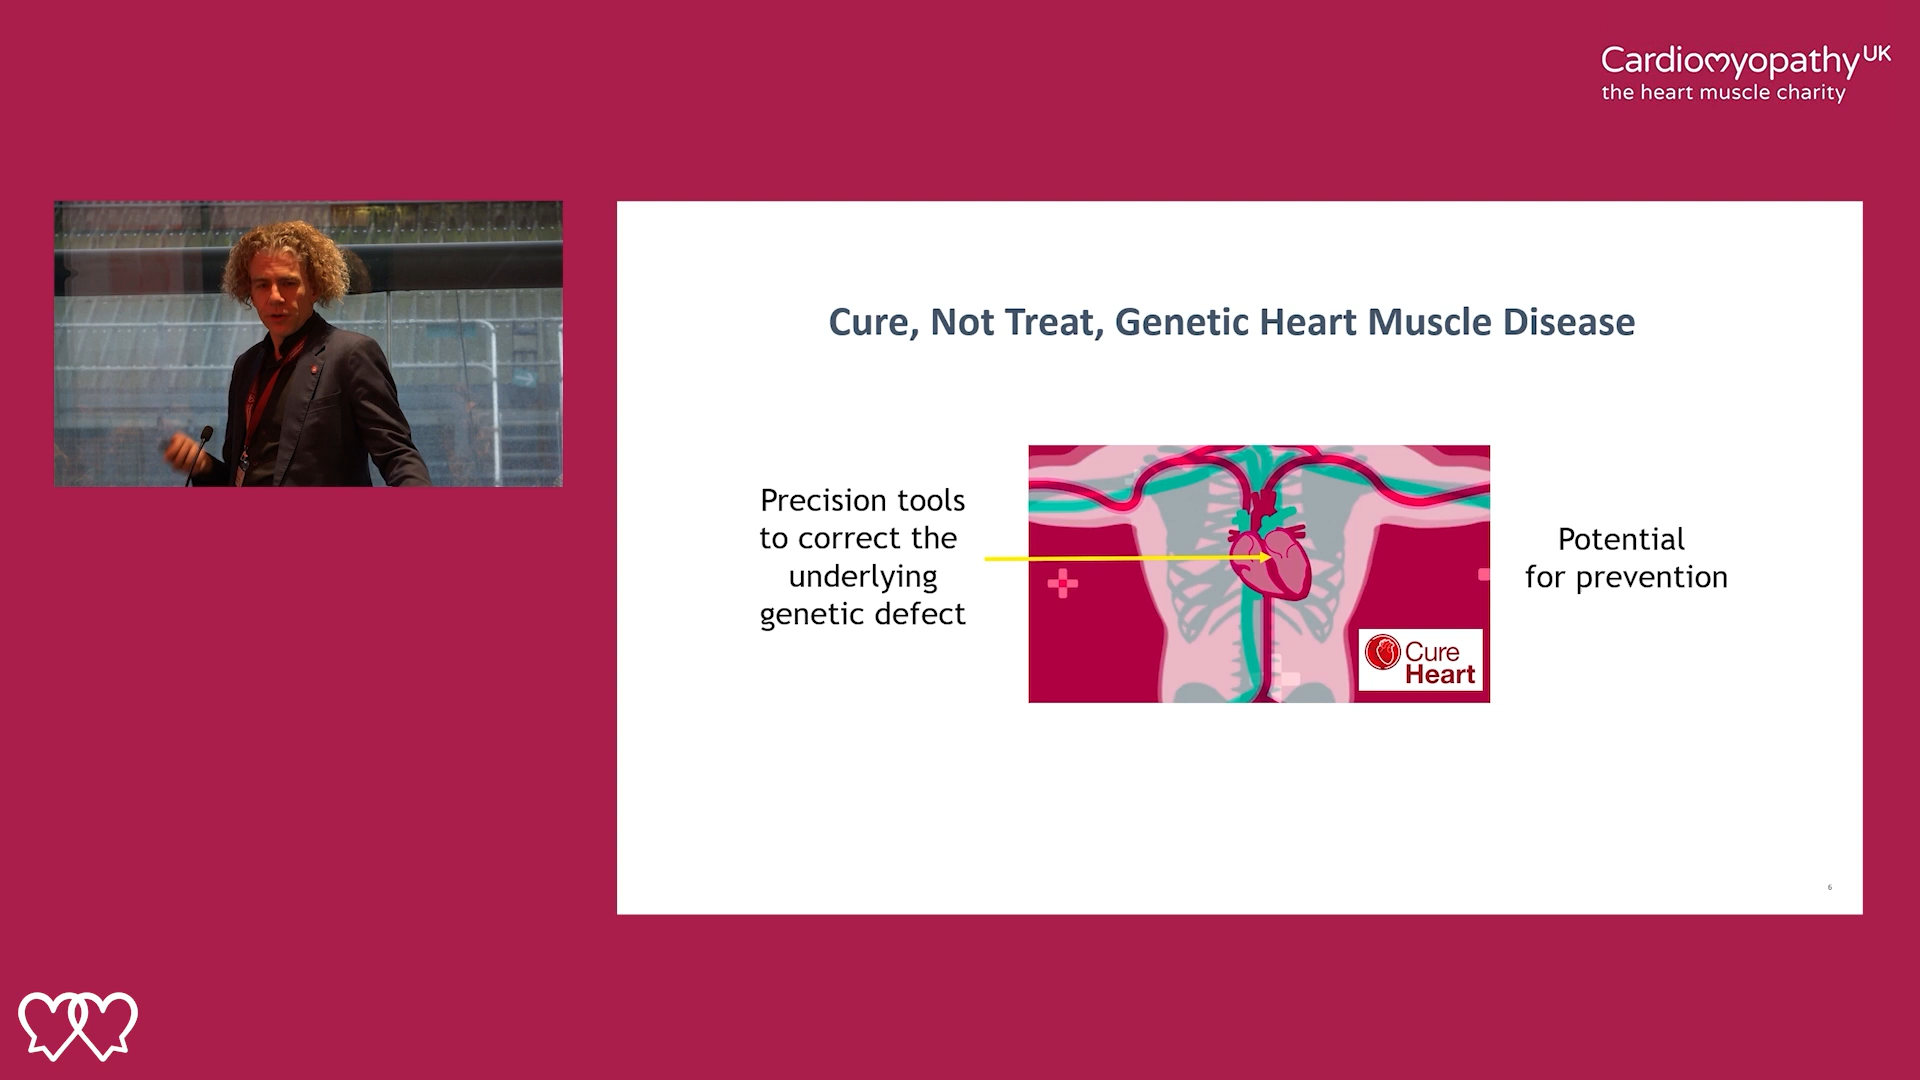 Cardiomyopathy UK
the heart muscle charity
Cure, Not Treat, Genetic Heart Muscle Disease
Precision tools
to correct the
underlying
genetic defect
Potential
for prevention
Cure
Heart
6